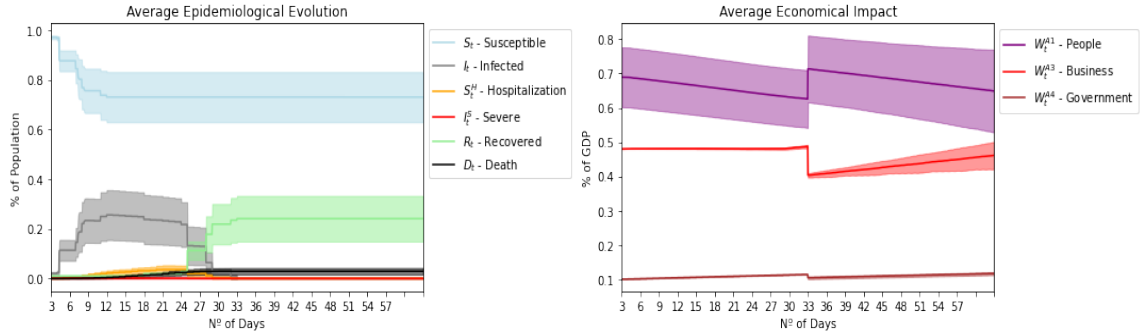 Average Epidemiological Evolution
% of Population
1.0
0.8
0.6
0.4
0.2
0.0
3 6 9 12 15 18 21 24 25 27 30 33 36 39 42 45 48 51 54 57
Nº of Days
S_t - Susceptible
I_t - Infected
S_t^H - Hospitalization
I_t^S - Severe
R_t - Recovered
D_t - Death
Average Economical Impact
% of GDP
0.8
0.7
0.6
0.5
0.4
0.3
0.2
0.1
3 6 9 12 15 18 21 24 25 27 30 33 36 39 42 45 48 51 54 57
Nº of Days
W_t^A1 - People
W_t^A3 - Business
W_t^A4 - Government